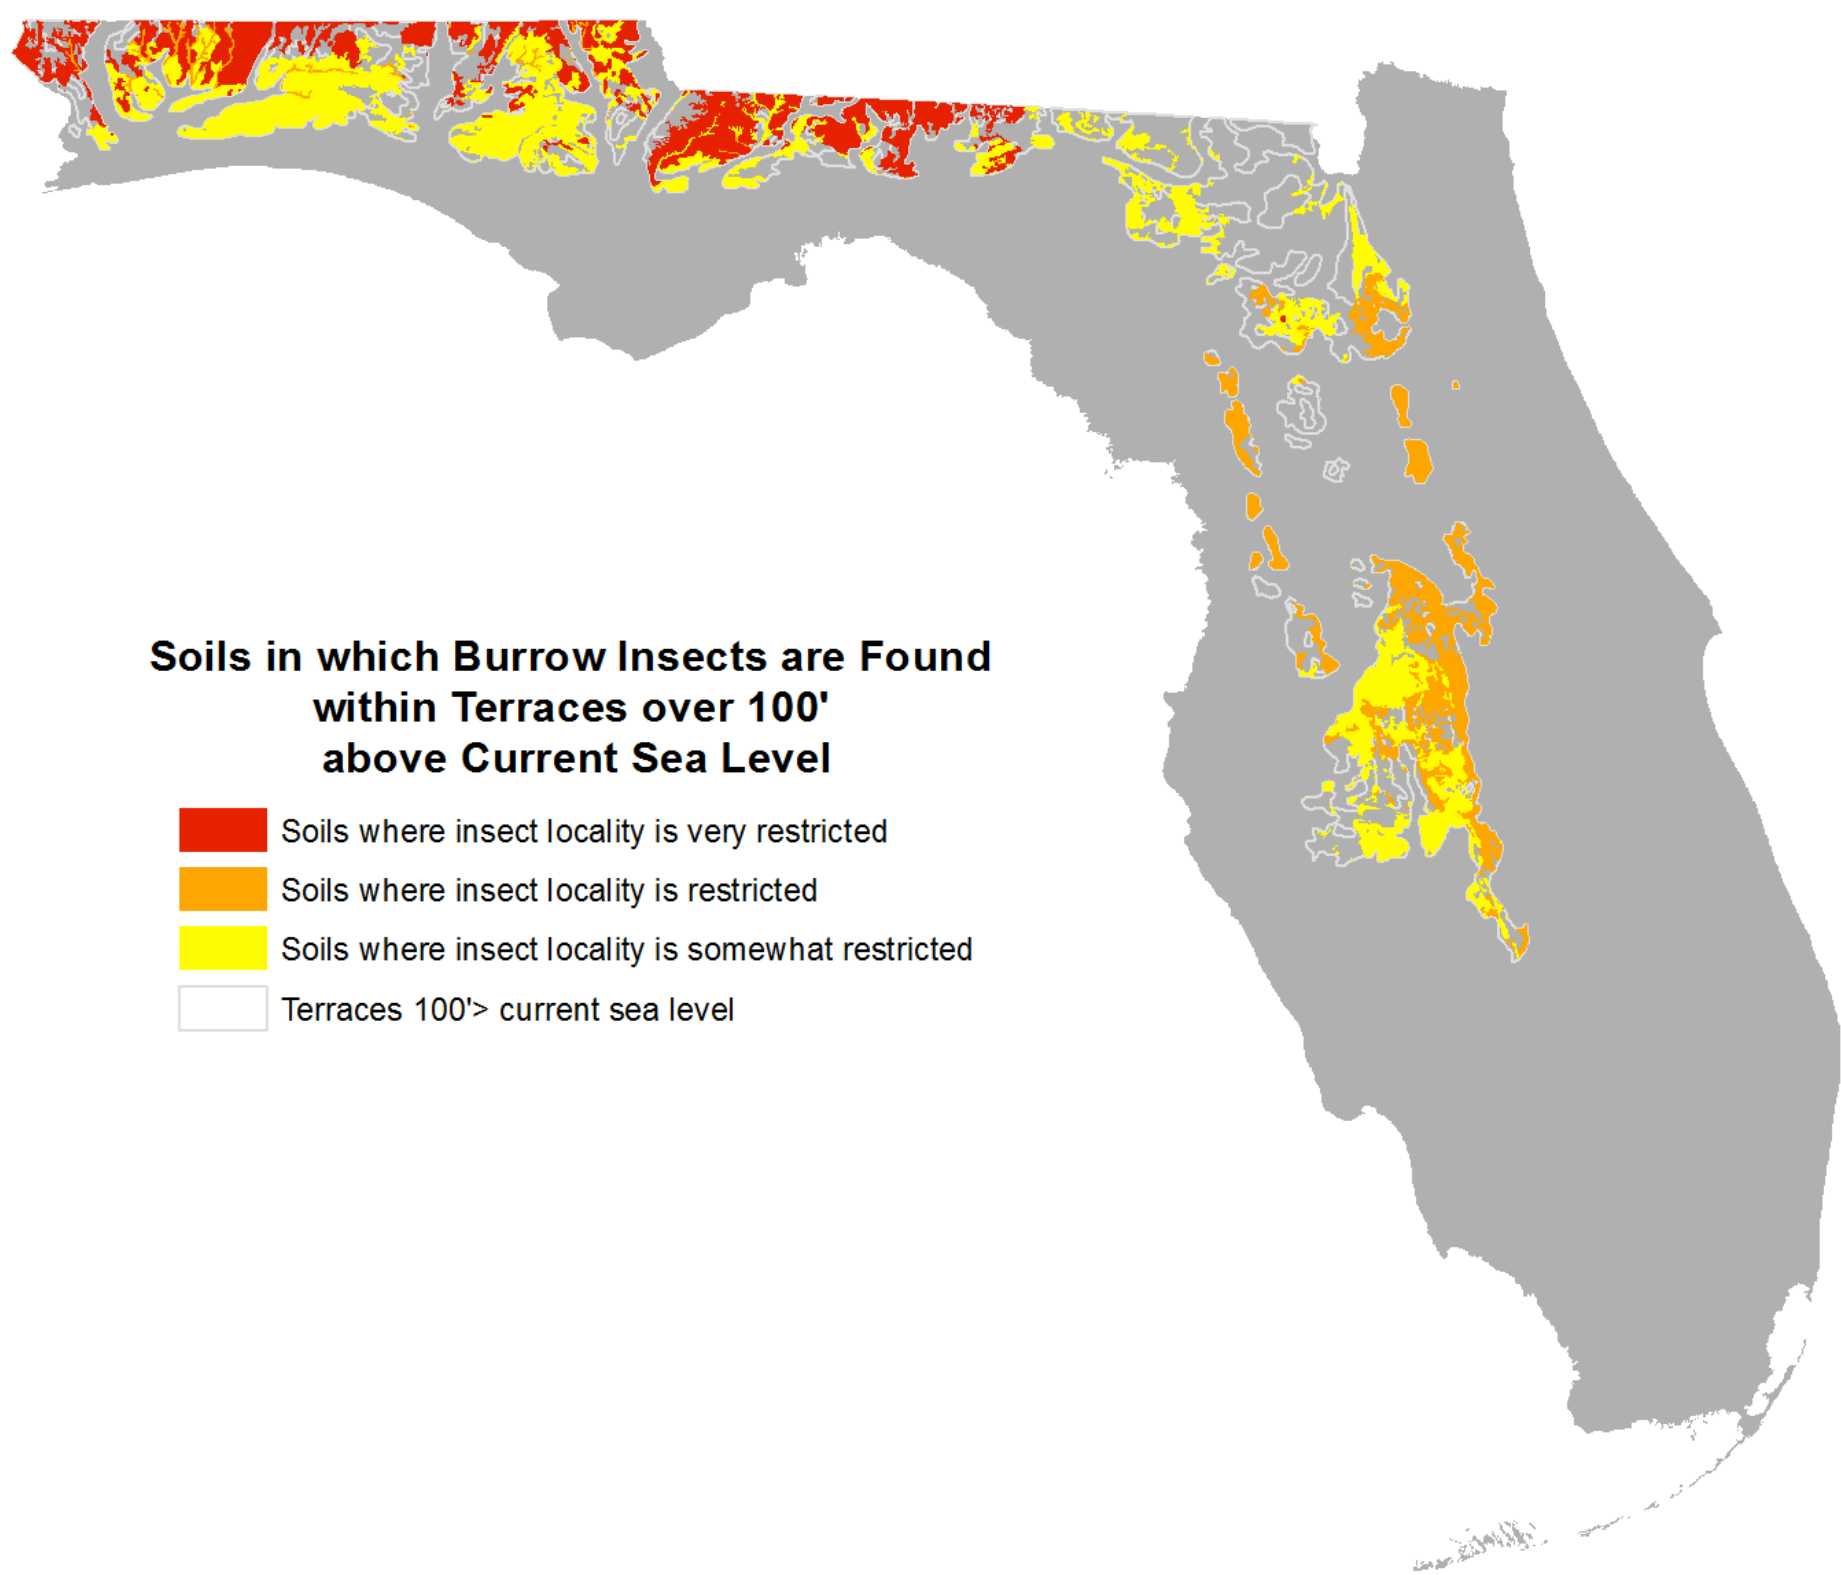 Soils in which Burrow Insects are Found
within Terraces over 100'
above Current Sea Level
Soils where insect locality is very restricted
Soils where insect locality is restricted
Soils where insect locality is somewhat restricted
Terraces 100'> current sea level